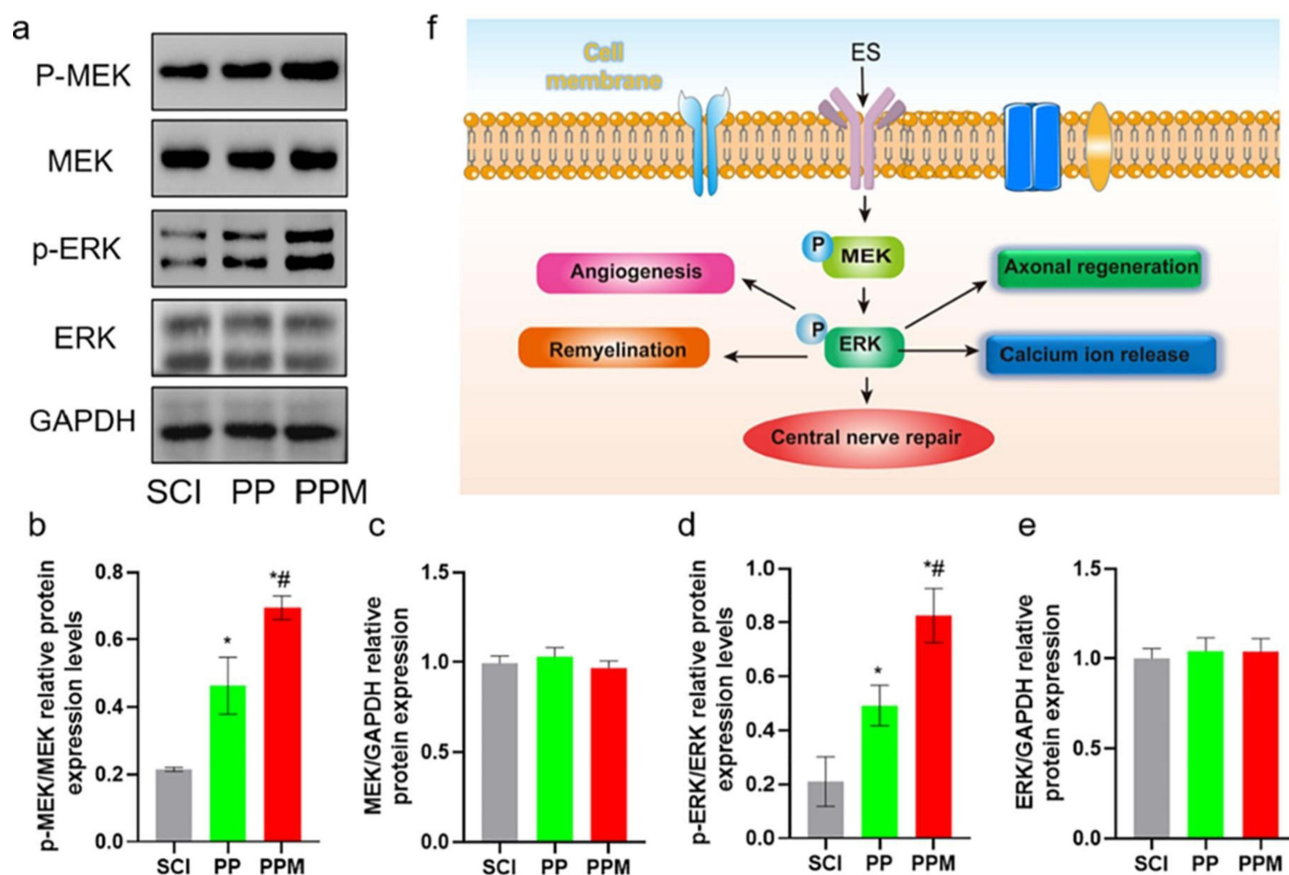 a
P-MEK
MEK
p-ERK
ERK
GAPDH
SCI PP PPM
f
Cell
membrane
ES
P
MEK
Angiogenesis
Axonal regeneration
P
ERK
Remyelination
Calcium ion release
Central nerve repair
b
p-MEK/MEK relative protein
expression levels
0.8
0.6
0.4
0.2
0.0
*
*#
SCI PP PPM
c
MEK/GAPDH relative
protein expression
1.5
1.0
0.5
0.0
SCI PP PPM
d
p-ERK/ERK relative protein
expression levels
1.0
0.8
0.6
0.4
0.2
0.0
*
*#
SCI PP PPM
e
ERK/GAPDH relative
protein expression
1.5
1.0
0.5
0.0
SCI PP PPM